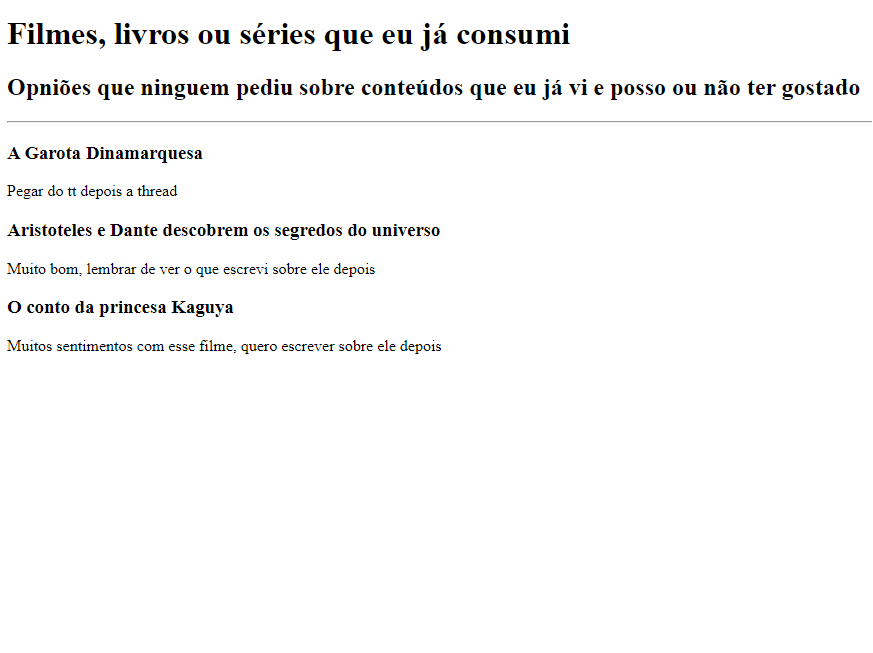 Filmes, livros ou séries que eu já consumi
Opniões que ninguem pediu sobre conteúdos que eu já vi e posso ou não ter gostado
A Garota Dinamarquesa
Pegar do tt depois a thread
Aristoteles e Dante descobrem os segredos do universo
Muito bom, lembrar de ver o que escrevi sobre ele depois
O conto da princesa Kaguya
Muitos sentimentos com esse filme, quero escrever sobre ele depois